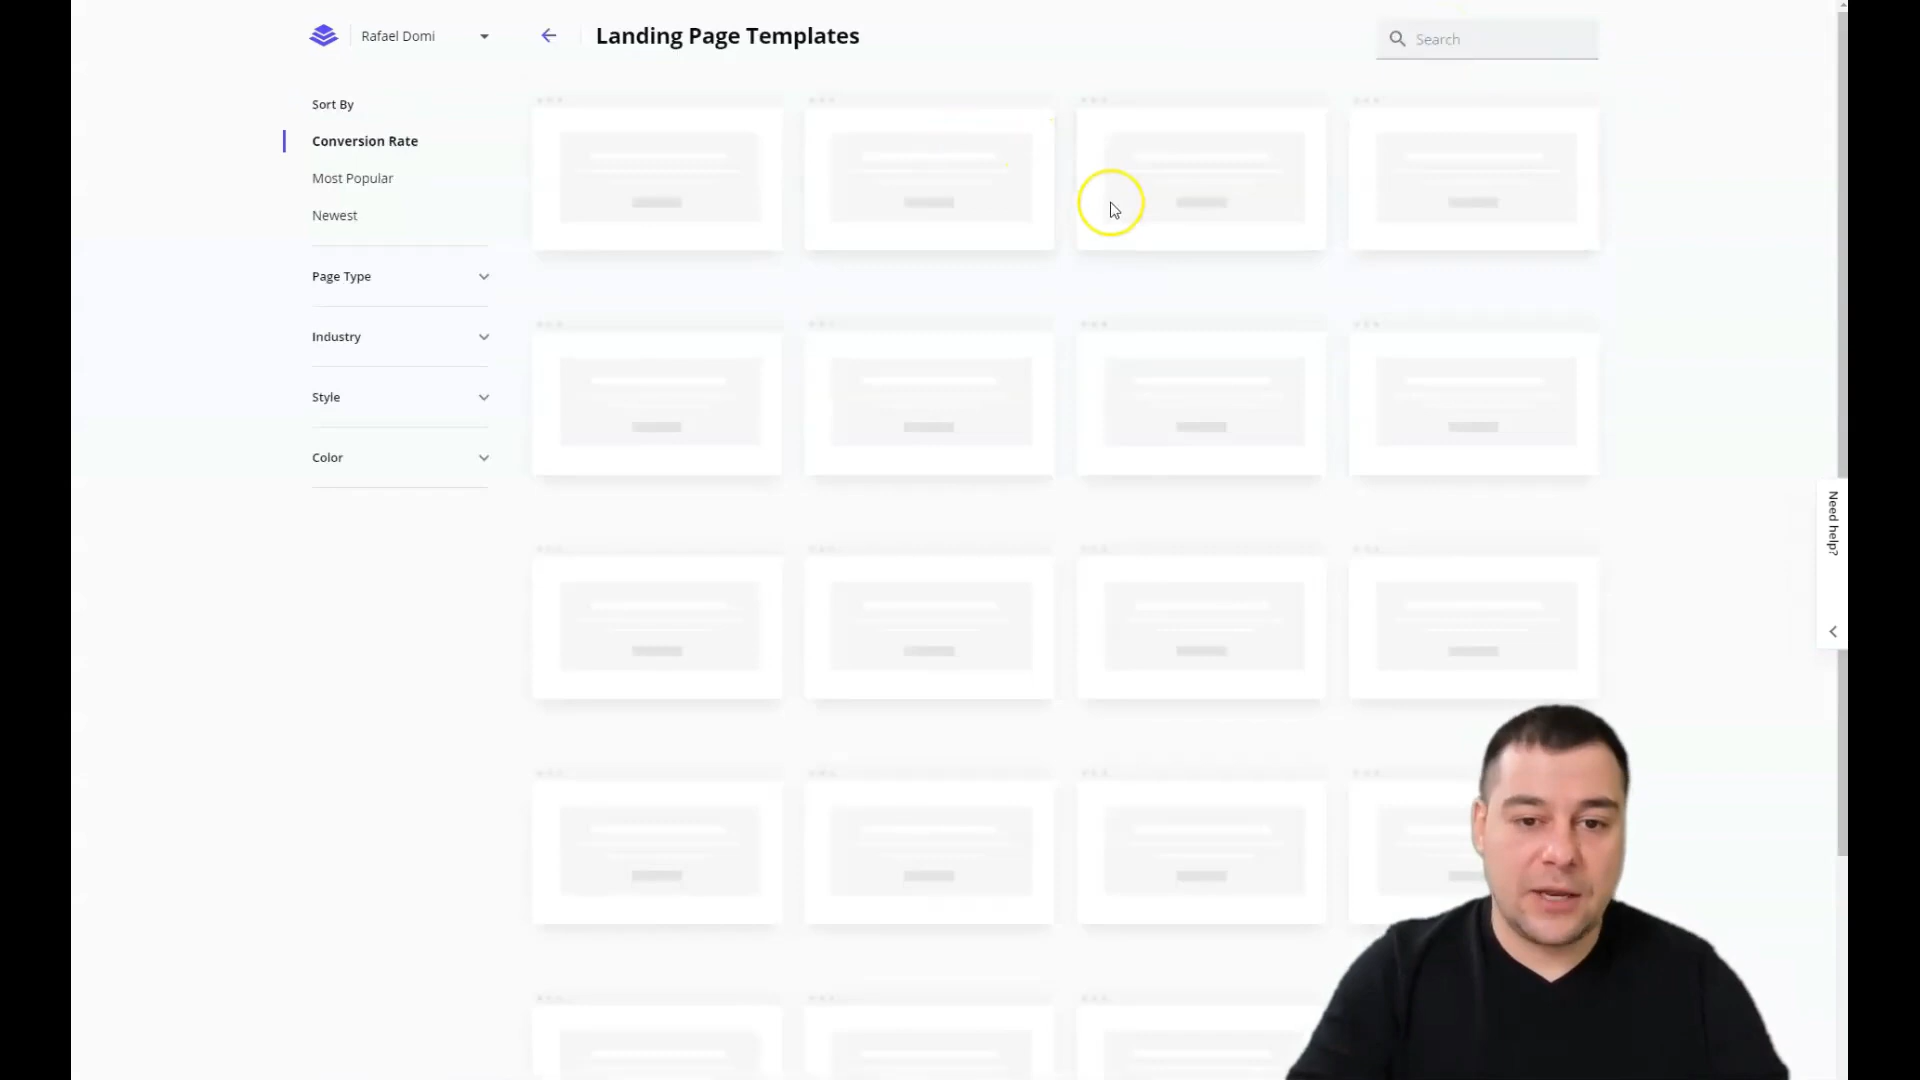 Rafael Domi
Landing Page Templates
Search
Sort By
Conversion Rate
Most Popular
Newest
Page Type
Industry
Style
Color
Need help?